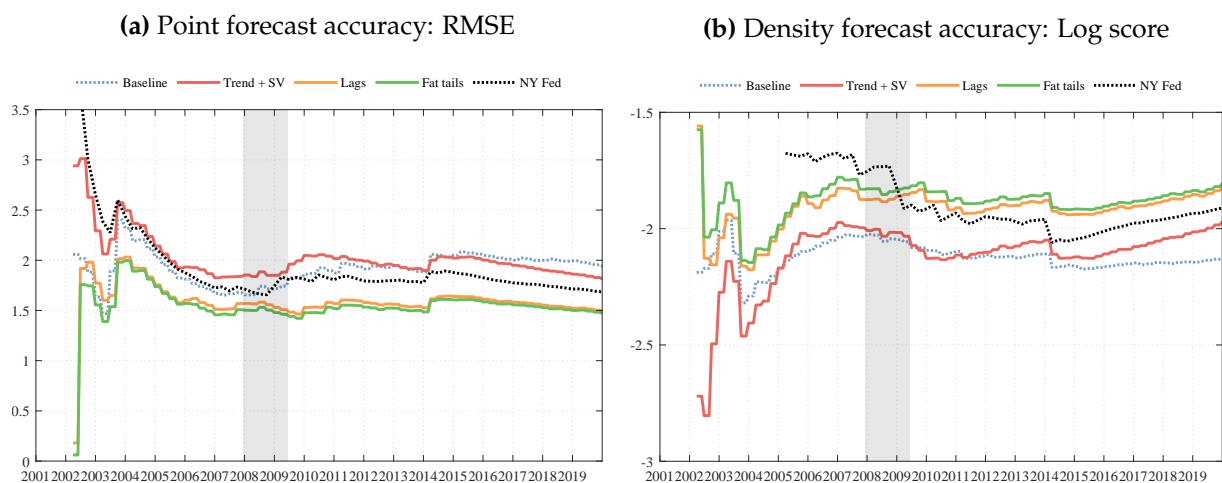 (a) Point forecast accuracy: RMSE
Baseline Trend + SV Lags Fat tails NY Fed
3.5
3
2.5
2
1.5
1
0.5
0
2001 2002 2003 2004 2005 2006 2007 2008 2009 2010 2011 2012 2013 2014 2015 2016 2017 2018 2019
(b) Density forecast accuracy: Log score
Baseline Trend + SV Lags Fat tails NY Fed
-1.5
-2
-2.5
-3
2001 2002 2003 2004 2005 2006 2007 2008 2009 2010 2011 2012 2013 2014 2015 2016 2017 2018 2019